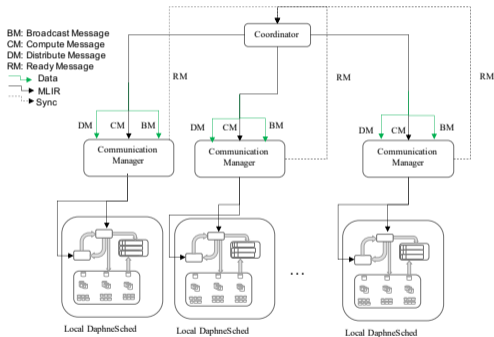 BM: Broadcast Message
CM: Compute Message
DM: Distribute Message
RM: Ready Message
Data
MLIR
Sync
Coordinator
RM
RM
RM
DM
CM
BM
DM
CM
BM
DM
CM
BM
Communication
Manager
Communication
Manager
Communication
Manager
...
Local DaphneSched
Local DaphneSched
Local DaphneSched